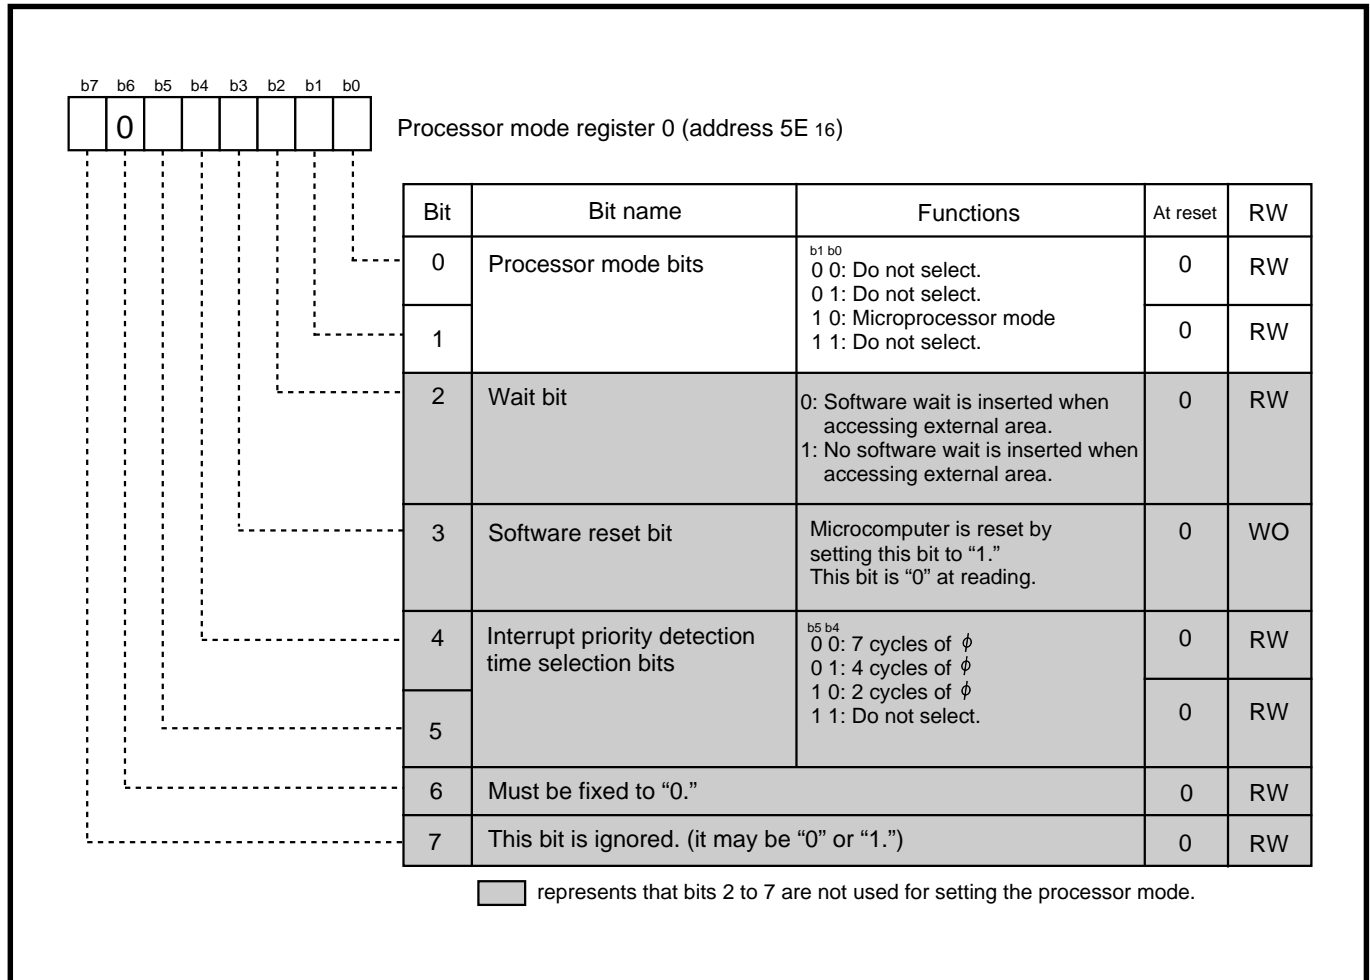 b7 b6 b5 b4 b3 b2 b1 b0
0
Processor mode register 0 (address 5E 16)
Bit Bit name Functions At reset RW
0 Processor mode bits b1 b0 0 RW
0 0: Do not select.
0 1: Do not select.
1 0: Microprocessor mode
1 1: Do not select.
1 0 RW
2 Wait bit 0: Software wait is inserted when 0 RW
accessing external area.
1: No software wait is inserted when
accessing external area.
3 Software reset bit Microcomputer is reset by 0 WO
setting this bit to “1.”
This bit is “0” at reading.
4 Interrupt priority detection b5 b4 0 RW
time selection bits
0 0: 7 cycles of ϕ
0 1: 4 cycles of ϕ
1 0: 2 cycles of ϕ
1 1: Do not select.
5 0 RW
6 Must be fixed to “0.” 0 RW
7 This bit is ignored. (it may be “0” or “1.”) 0 RW
represents that bits 2 to 7 are not used for setting the processor mode.